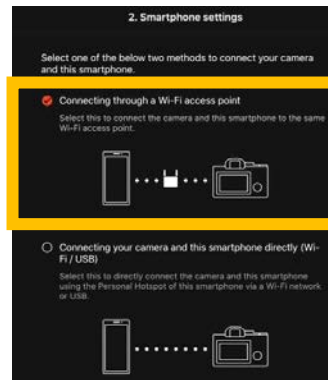 2. Smartphone settings
Select one of the below two methods to connect your camera
and this smartphone.
Connecting through a Wi-Fi access point
Select this to connect the camera and this smartphone to the same
Wi-Fi access point.
Connecting your camera and this smartphone directly (Wi-
Fi / USB)
Select this to directly connect the camera and this smartphone
using the Personal Hotspot of this smartphone via a Wi-Fi network
or USB.